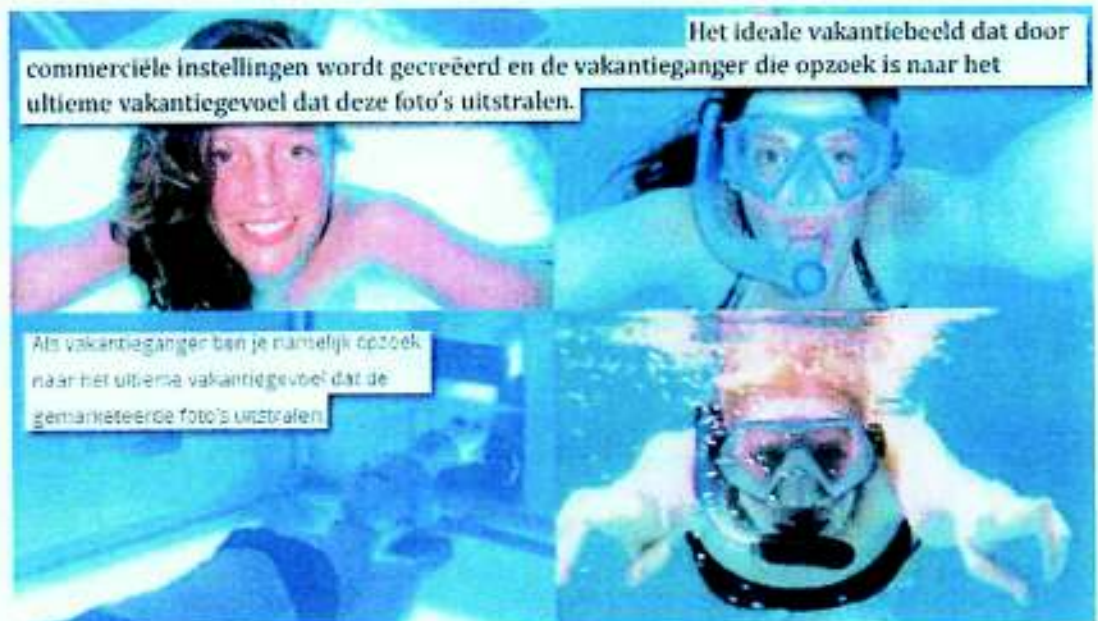 Het ideale vakantiebeeld dat door
commerciële instellingen wordt gecreëerd en de vakantieganger die opzoek is naar het
ultieme vakantiegevoel dat deze foto's uitstralen.
Als vakantieganger ben je namelijk opzoek
naar het ultieme vakantiegevoel dat de
gemarketeerde foto's uitstralen